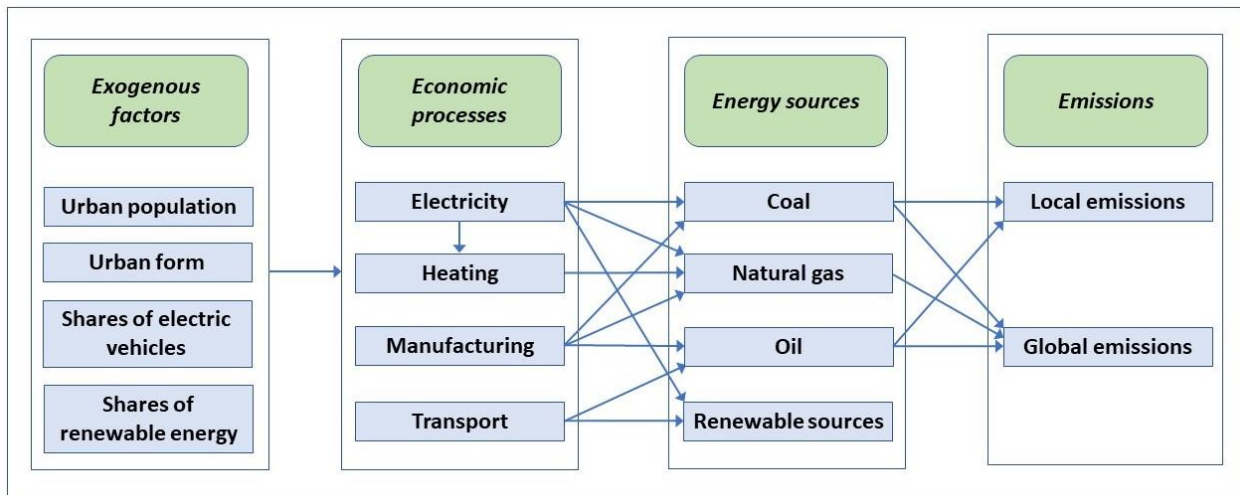 Exogenous
factors
Urban population
Urban form
Shares of electric
vehicles
Shares of
renewable energy
Economic
processes
Electricity
Heating
Manufacturing
Transport
Energy sources
Coal
Natural gas
Oil
Renewable sources
Emissions
Local emissions
Global emissions